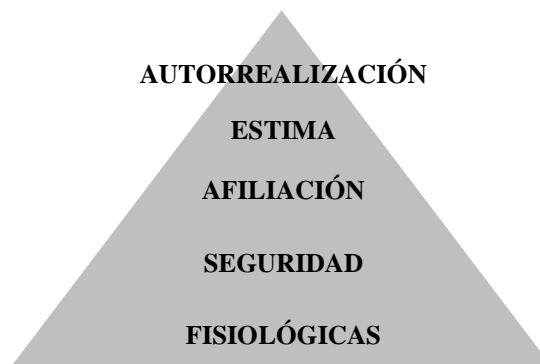 AUTORREALIZACIÓN
ESTIMA
AFILIACIÓN
SEGURIDAD
FISIOLÓGICAS